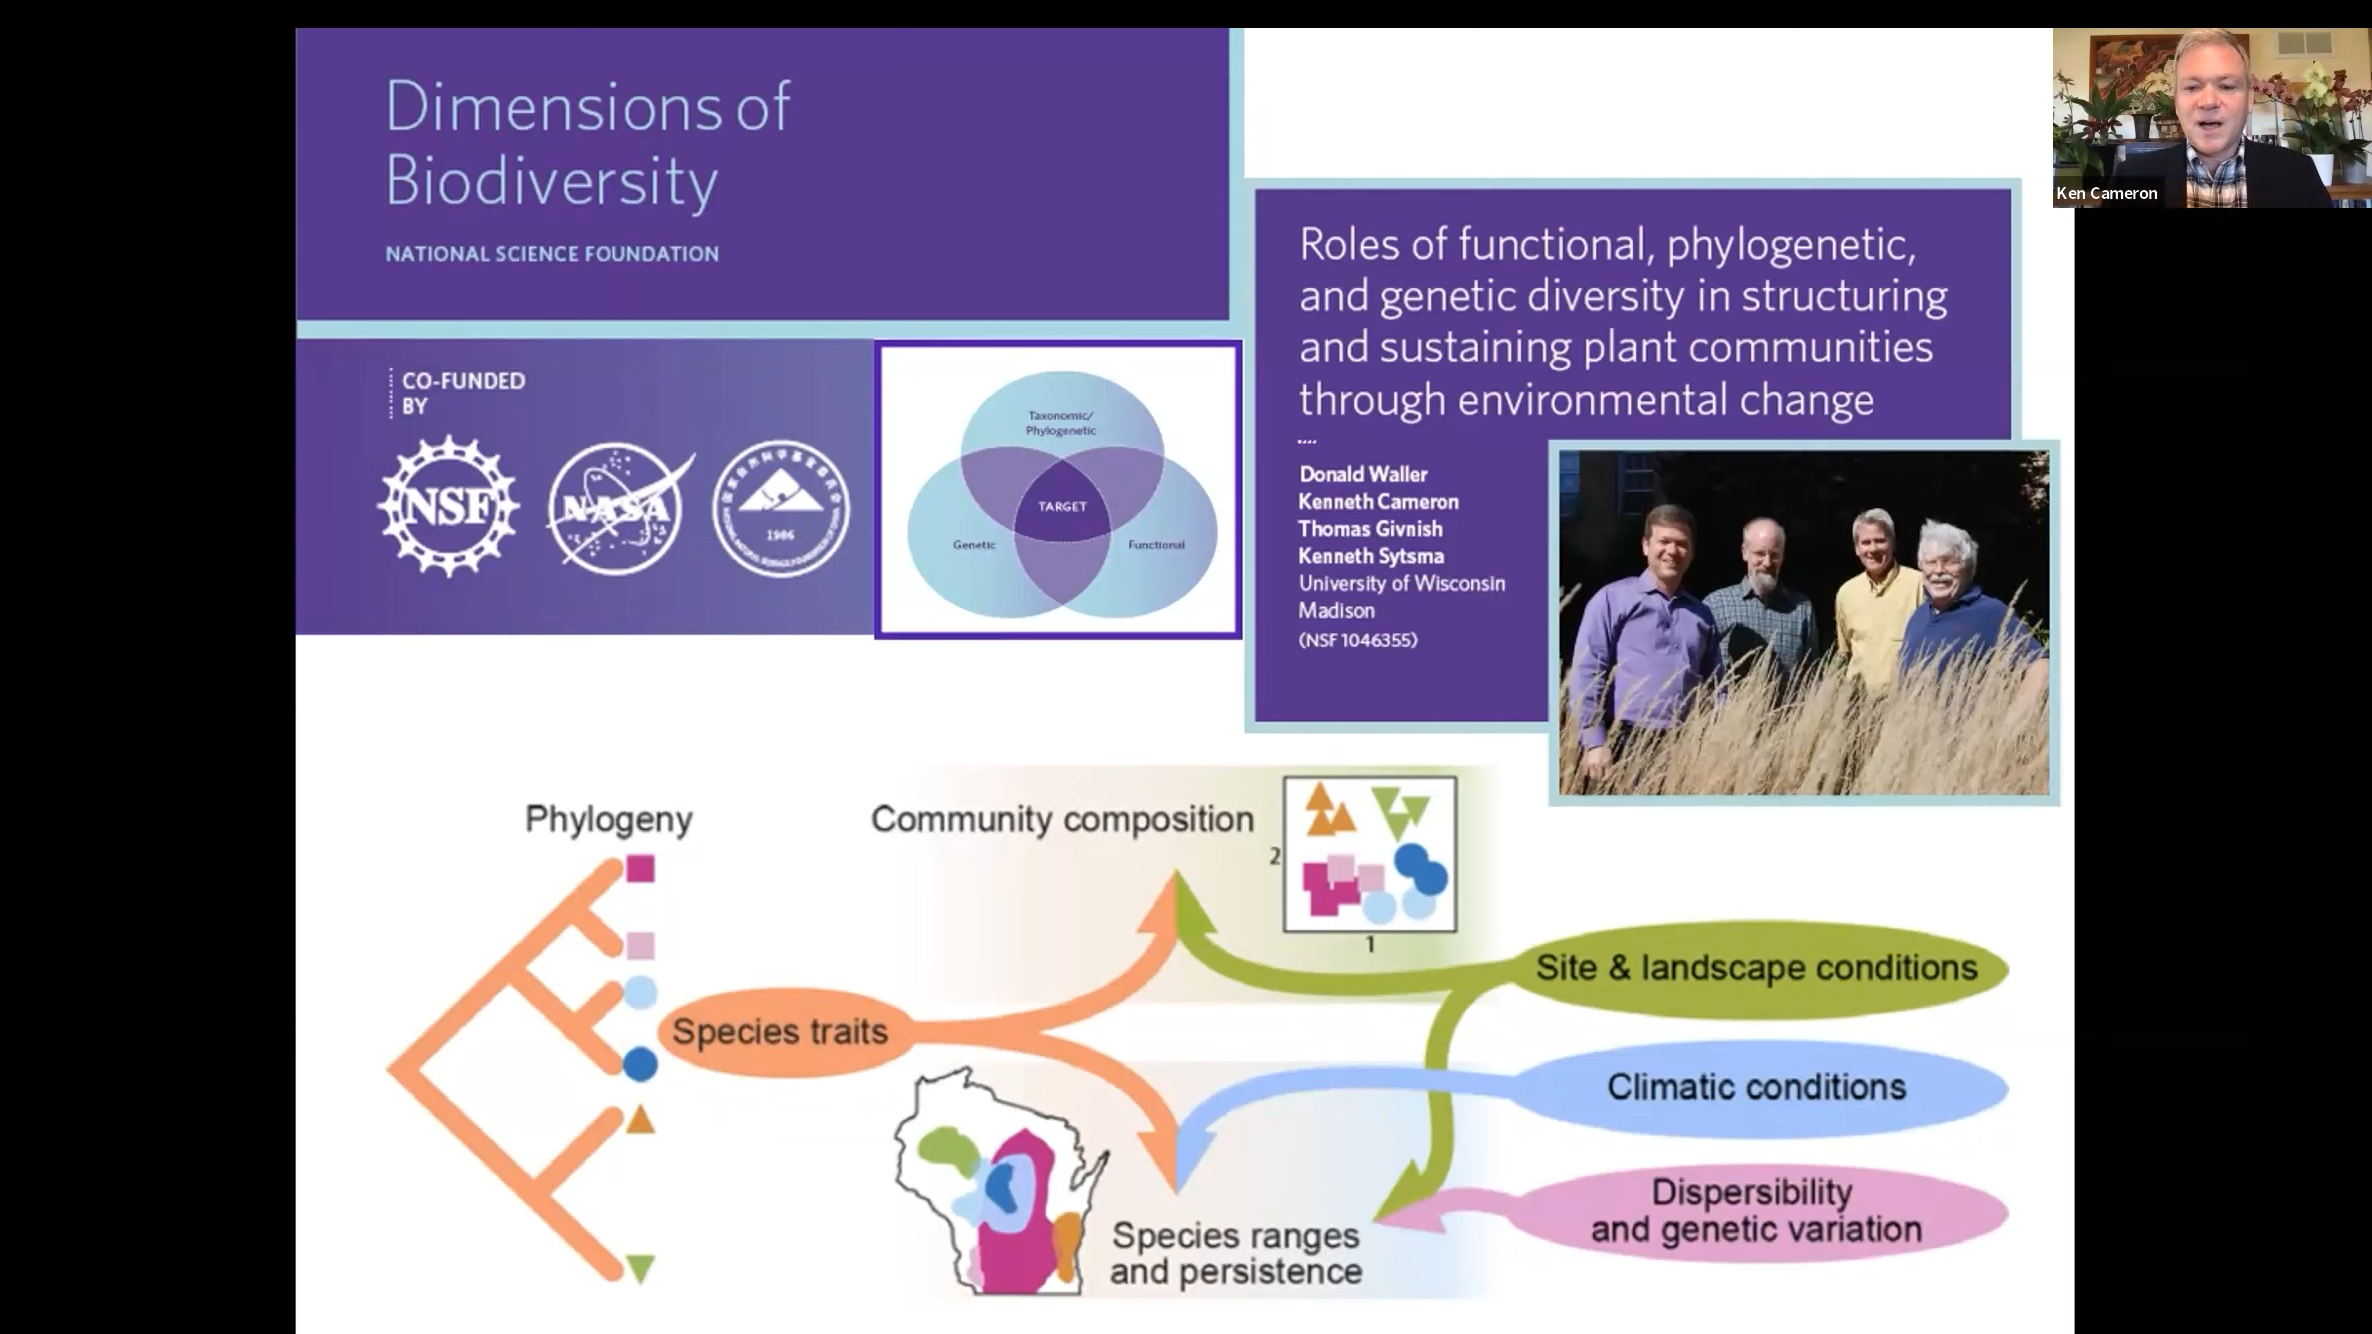 Dimensions of
Biodiversity
NATIONAL SCIENCE FOUNDATION
CO-FUNDED
BY
NSF
NASA
1986
Taxonomic/
Phylogenetic
TARGET
Genetic
Functional
Roles of functional, phylogenetic,
and genetic diversity in structuring
and sustaining plant communities
through environmental change
Donald Waller
Kenneth Cameron
Thomas Givnish
Kenneth Sytsma
University of Wisconsin
Madison
(NSF 1046355)
Ken Cameron
Phylogeny
Community composition
2
1
Species traits
Site & landscape conditions
Climatic conditions
Dispersibility
and genetic variation
Species ranges
and persistence